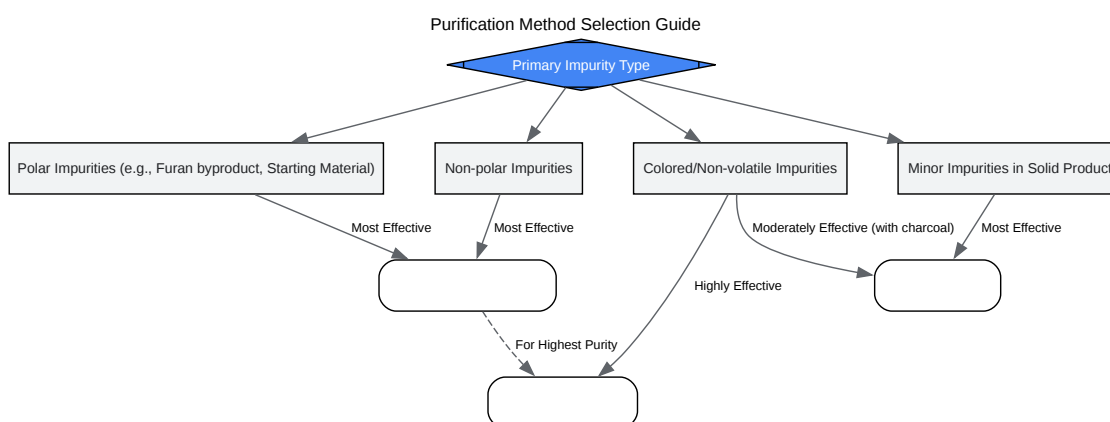 Purification Method Selection Guide
Primary Impurity Type
Polar Impurities (e.g., Furan byproduct, Starting Material)
Non-polar Impurities
Colored/Non-volatile Impurities
Minor Impurities in Solid Product
Most Effective
Most Effective
Moderately Effective (with charcoal)
Most Effective
Highly Effective
For Highest Purity